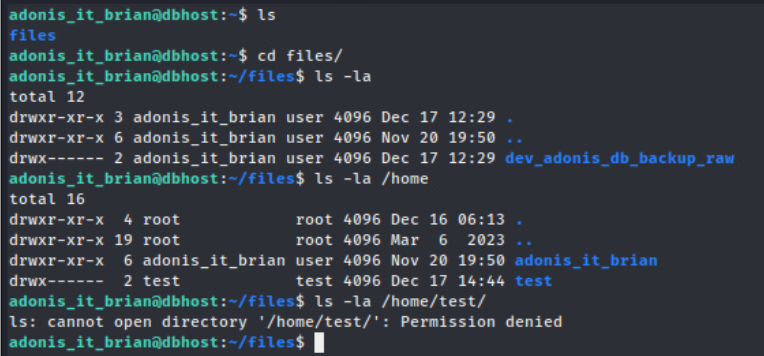 adonis_it_brian@dbhost:~$ ls
files
adonis_it_brian@dbhost:~$ cd files/
adonis_it_brian@dbhost:~/files$ ls -la
total 12
drwxr-xr-x 3 adonis_it_brian user 4096 Dec 17 12:29 .
drwxr-xr-x 6 adonis_it_brian user 4096 Nov 20 19:50 ..
drwx------ 2 adonis_it_brian user 4096 Dec 17 12:29 dev_adonis_db_backup_raw
adonis_it_brian@dbhost:~/files$ ls -la /home
total 16
drwxr-xr-x  4 root            root 4096 Dec 16 06:13 .
drwxr-xr-x 19 root            root 4096 Mar  6  2023 ..
drwxr-xr-x  6 adonis_it_brian user 4096 Nov 20 19:50 adonis_it_brian
drwx------  2 test            test 4096 Dec 17 14:44 test
adonis_it_brian@dbhost:~/files$ ls -la /home/test/
ls: cannot open directory '/home/test/': Permission denied
adonis_it_brian@dbhost:~/files$